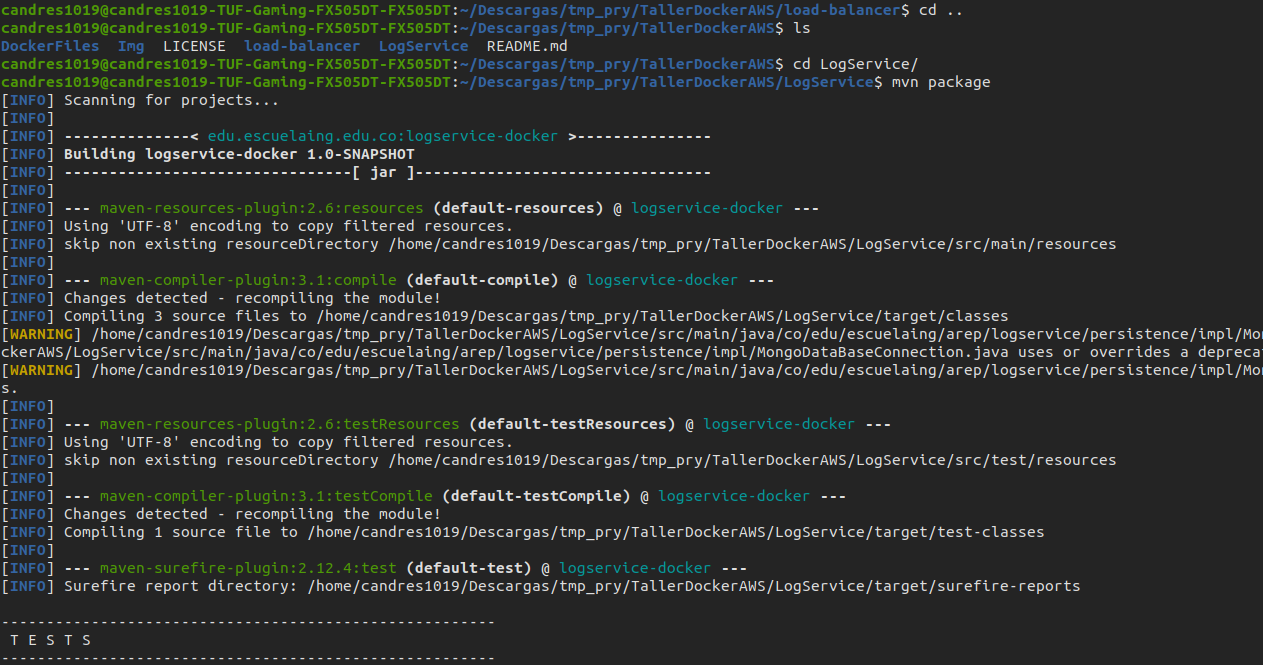 candres1019@candres1019-TUF-Gaming-FX505DT-FX505DT:~/Descargas/tmp_pry/TallerDockerAWS/load-balancer$ cd ..
candres1019@candres1019-TUF-Gaming-FX505DT-FX505DT:~/Descargas/tmp_pry/TallerDockerAWS$ ls
DockerFiles  Img  LICENSE  load-balancer  LogService  README.md
candres1019@candres1019-TUF-Gaming-FX505DT-FX505DT:~/Descargas/tmp_pry/TallerDockerAWS$ cd LogService/
candres1019@candres1019-TUF-Gaming-FX505DT-FX505DT:~/Descargas/tmp_pry/TallerDockerAWS/LogService$ mvn package
[INFO] Scanning for projects...
[INFO]
[INFO] --------------< edu.escuelaing.edu.co:logservice-docker >---------------
[INFO] Building logservice-docker 1.0-SNAPSHOT
[INFO] --------------------------------[ jar ]---------------------------------
[INFO]
[INFO] --- maven-resources-plugin:2.6:resources (default-resources) @ logservice-docker ---
[INFO] Using 'UTF-8' encoding to copy filtered resources.
[INFO] skip non existing resourceDirectory /home/candres1019/Descargas/tmp_pry/TallerDockerAWS/LogService/src/main/resources
[INFO]
[INFO] --- maven-compiler-plugin:3.1:compile (default-compile) @ logservice-docker ---
[INFO] Changes detected - recompiling the module!
[INFO] Compiling 3 source files to /home/candres1019/Descargas/tmp_pry/TallerDockerAWS/LogService/target/classes
[WARNING] /home/candres1019/Descargas/tmp_pry/TallerDockerAWS/LogService/src/main/java/co/edu/escuelaing/arep/logservice/persistence/impl/Mon
ckerAWS/LogService/src/main/java/co/edu/escuelaing/arep/logservice/persistence/impl/MongoDataBaseConnection.java uses or overrides a depreca
[WARNING] /home/candres1019/Descargas/tmp_pry/TallerDockerAWS/LogService/src/main/java/co/edu/escuelaing/arep/logservice/persistence/impl/Mon
s.
[INFO]
[INFO] --- maven-resources-plugin:2.6:testResources (default-testResources) @ logservice-docker ---
[INFO] Using 'UTF-8' encoding to copy filtered resources.
[INFO] skip non existing resourceDirectory /home/candres1019/Descargas/tmp_pry/TallerDockerAWS/LogService/src/test/resources
[INFO]
[INFO] --- maven-compiler-plugin:3.1:testCompile (default-testCompile) @ logservice-docker ---
[INFO] Changes detected - recompiling the module!
[INFO] Compiling 1 source file to /home/candres1019/Descargas/tmp_pry/TallerDockerAWS/LogService/target/test-classes
[INFO]
[INFO] --- maven-surefire-plugin:2.12.4:test (default-test) @ logservice-docker ---
[INFO] Surefire report directory: /home/candres1019/Descargas/tmp_pry/TallerDockerAWS/LogService/target/surefire-reports
-------------------------------------------------------
 T E S T S
-------------------------------------------------------